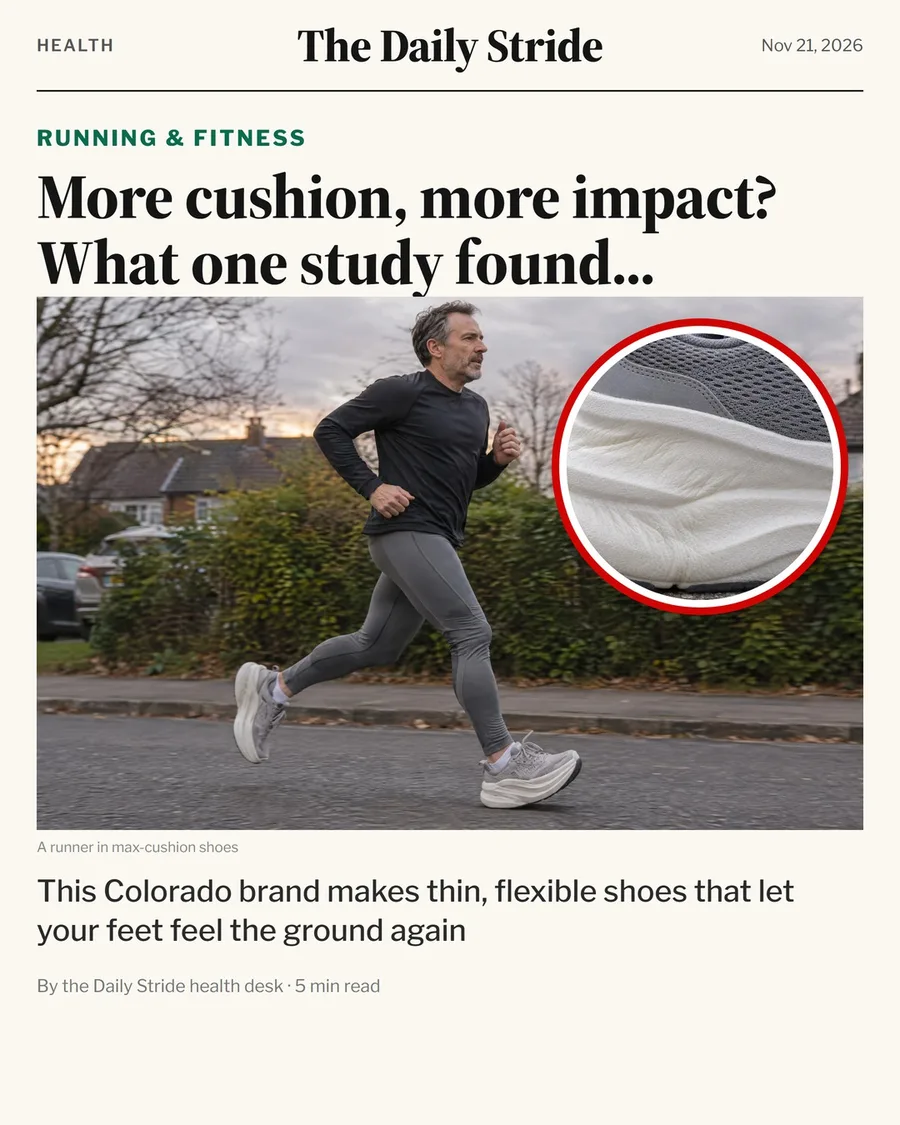 HEALTH
The Daily Stride
Nov 21, 2026
RUNNING & FITNESS
More cushion, more impact?
What one study found...
A runner in max-cushion shoes
This Colorado brand makes thin, flexible shoes that let
your feet feel the ground again
By the Daily Stride health desk · 5 min read